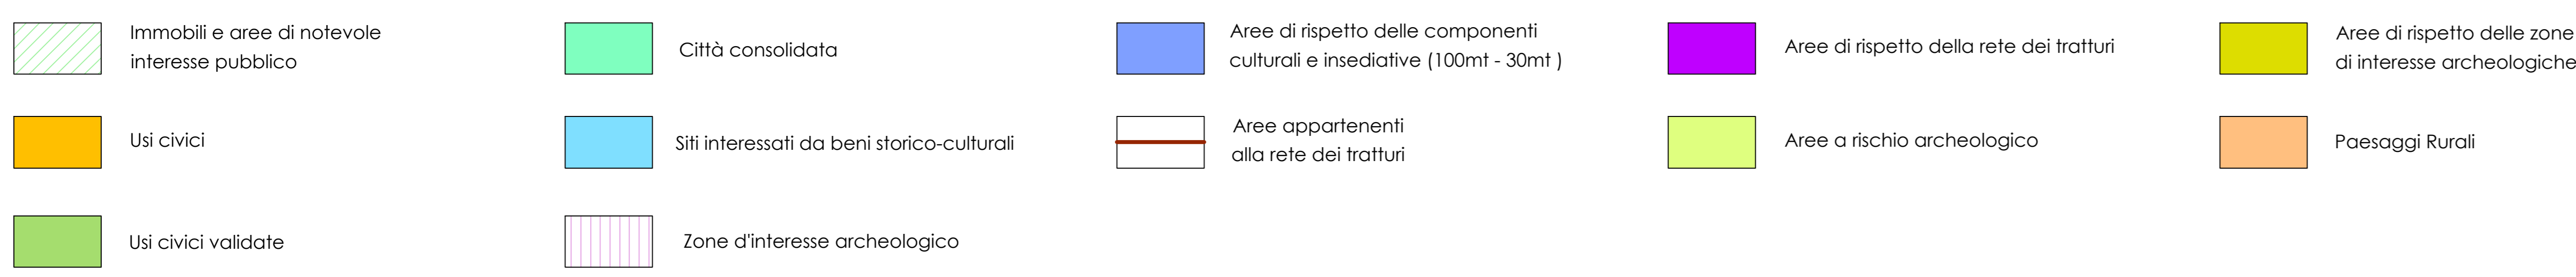 Immobili e aree di notevole
interesse pubblico
Usi civici
Usi civici validate
Città consolidata
Siti interessati da beni storico-culturali
Zone d'interesse archeologico
Aree di rispetto delle componenti
culturali e insediative (100mt - 30mt )
Aree appartenenti
alla rete dei tratturi
Aree di rispetto della rete dei tratturi
Aree a rischio archeologico
Aree di rispetto delle zone
di interesse archeologiche
Paesaggi Rurali